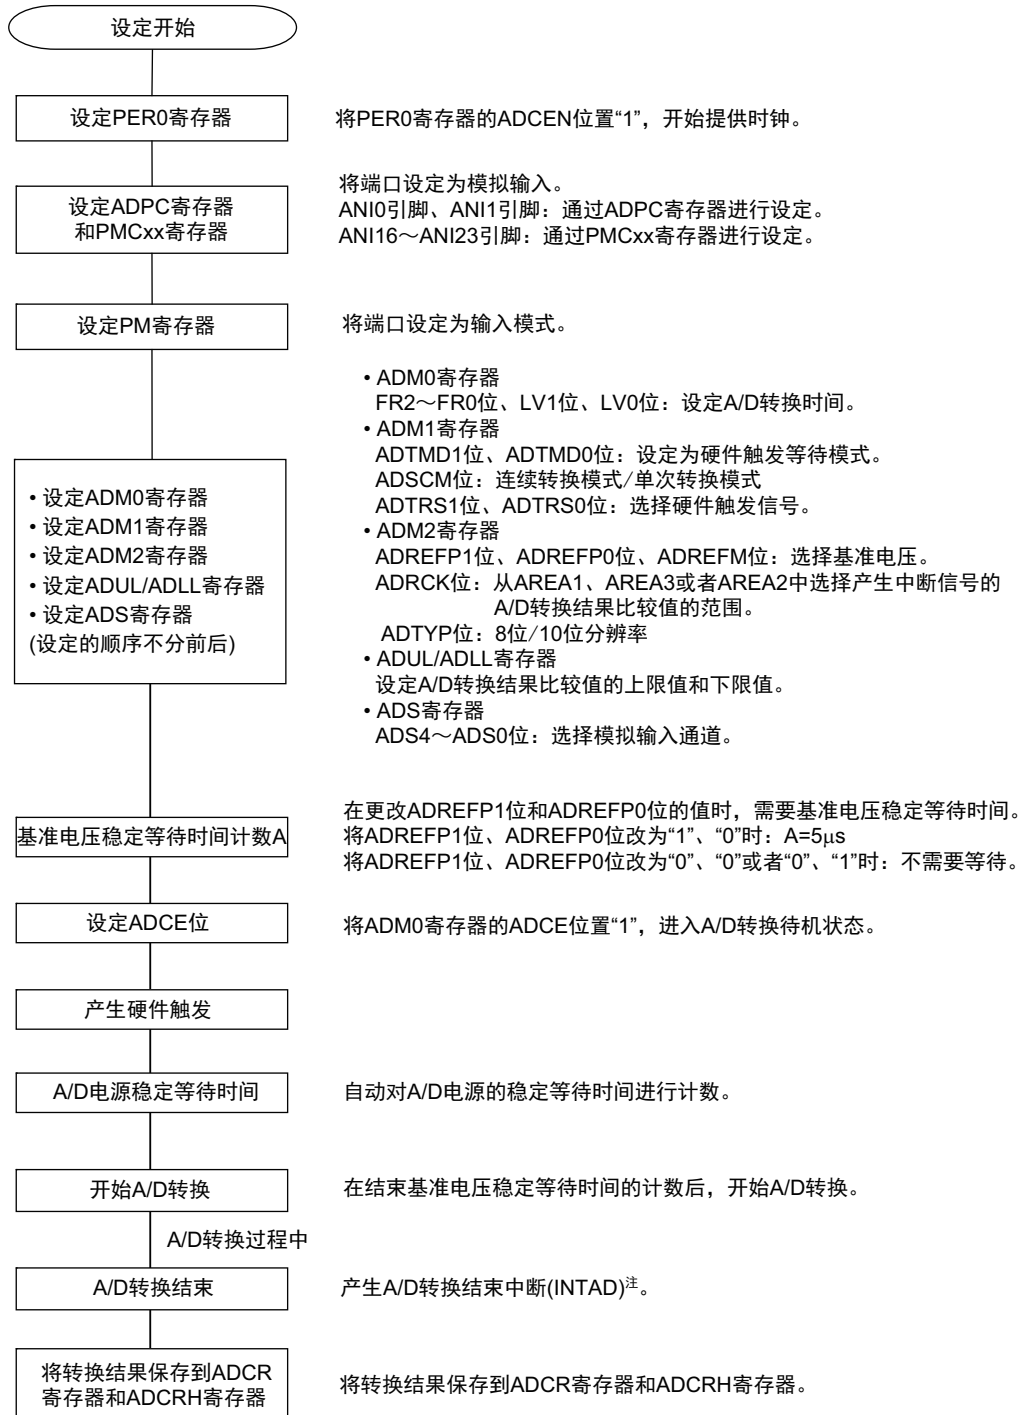 设定开始
设定PER0寄存器
将PER0寄存器的ADCEN位置“1”，开始提供时钟。
设定ADPC寄存器
和PMCxx寄存器
将端口设定为模拟输入。
ANI0引脚、ANI1引脚：通过ADPC寄存器进行设定。
ANI16～ANI23引脚：通过PMCxx寄存器进行设定。
设定PM寄存器
将端口设定为输入模式。
• 设定ADM0寄存器
• 设定ADM1寄存器
• 设定ADM2寄存器
• 设定ADUL/ADLL寄存器
• 设定ADS寄存器
(设定的顺序不分前后)
• ADM0寄存器
FR2～FR0位、LV1位、LV0位：设定A/D转换时间。
• ADM1寄存器
ADTMD1位、ADTMD0位：设定为硬件触发等待模式。
ADSCM位：连续转换模式/单次转换模式
ADTRS1位、ADTRS0位：选择硬件触发信号。
• ADM2寄存器
ADREFP1位、ADREFP0位、ADREFM位：选择基准电压。
ADRCK位：从AREA1、AREA3或者AREA2中选择产生中断信号的
A/D转换结果比较值的范围。
ADTYP位：8位/10位分辨率
• ADUL/ADLL寄存器
设定A/D转换结果比较值的上限值和下限值。
• ADS寄存器
ADS4～ADS0位：选择模拟输入通道。
基准电压稳定等待时间计数A
在更改ADREFP1位和ADREFP0位的值时，需要基准电压稳定等待时间。
将ADREFP1位、ADREFP0位改为“1”、“0”时：A=5μs
将ADREFP1位、ADREFP0位改为“0”、“0”或者“0”、“1”时：不需要等待。
设定ADCE位
将ADM0寄存器的ADCE位置“1”，进入A/D转换待机状态。
产生硬件触发
A/D电源稳定等待时间
自动对A/D电源的稳定等待时间进行计数。
开始A/D转换
在结束基准电压稳定等待时间的计数后，开始A/D转换。
A/D转换过程中
A/D转换结束
产生A/D转换结束中断(INTAD)注。
将转换结果保存到ADCR
寄存器和ADCRH寄存器
将转换结果保存到ADCR寄存器和ADCRH寄存器。